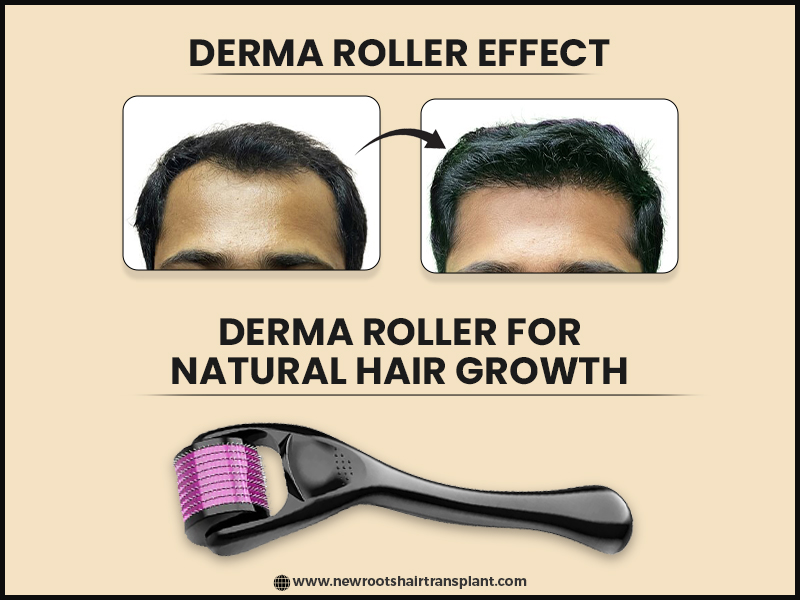 DERMA ROLLER EFFECT
DERMA ROLLER FOR
NATURAL HAIR GROWTH
www.newrootshairtransplant.com